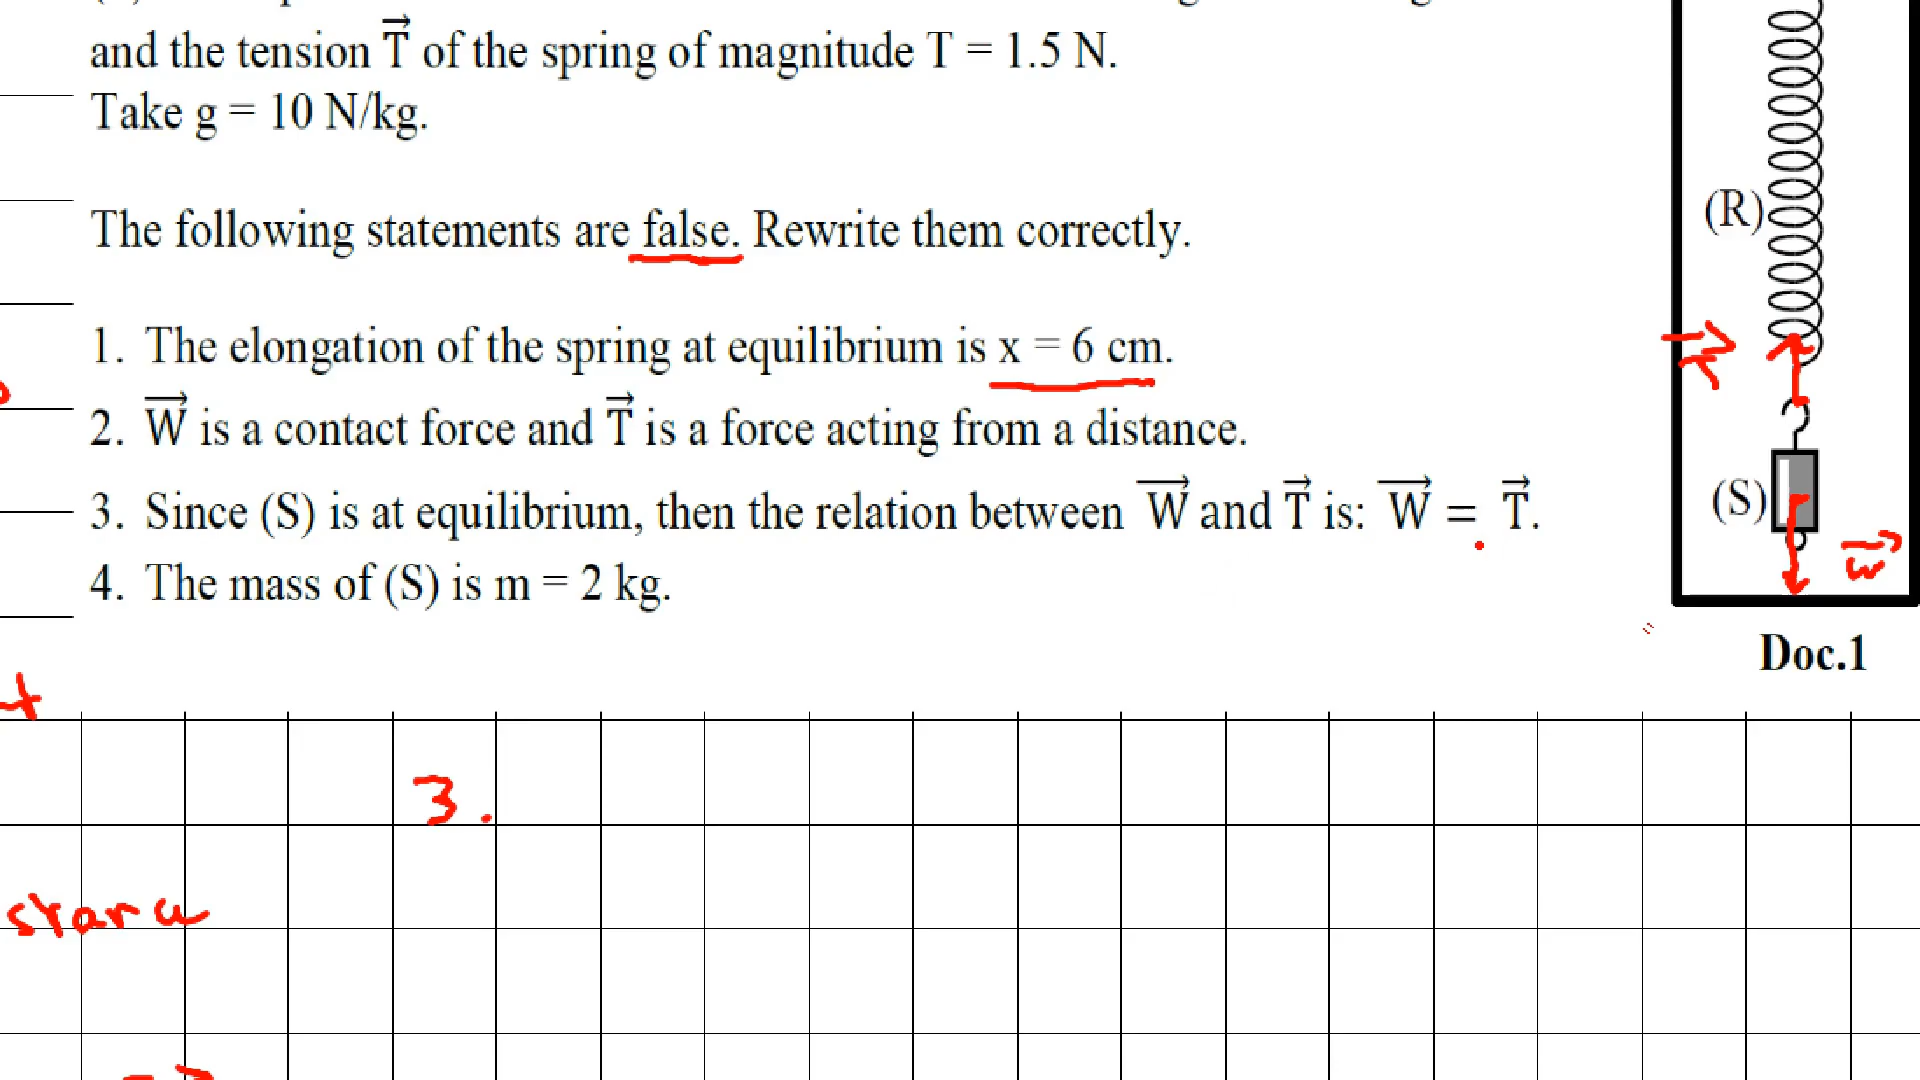 and the tension T⃗ of the spring of magnitude T = 1.5 N.
Take g = 10 N/kg.
The following statements are false. Rewrite them correctly.
(R)
1. The elongation of the spring at equilibrium is x = 6 cm.
2. W⃗ is a contact force and T⃗ is a force acting from a distance.
3. Since (S) is at equilibrium, then the relation between W⃗ and T⃗ is: W⃗ = T⃗.
(S)
W⃗
4. The mass of (S) is m = 2 kg.
Doc.1
3.